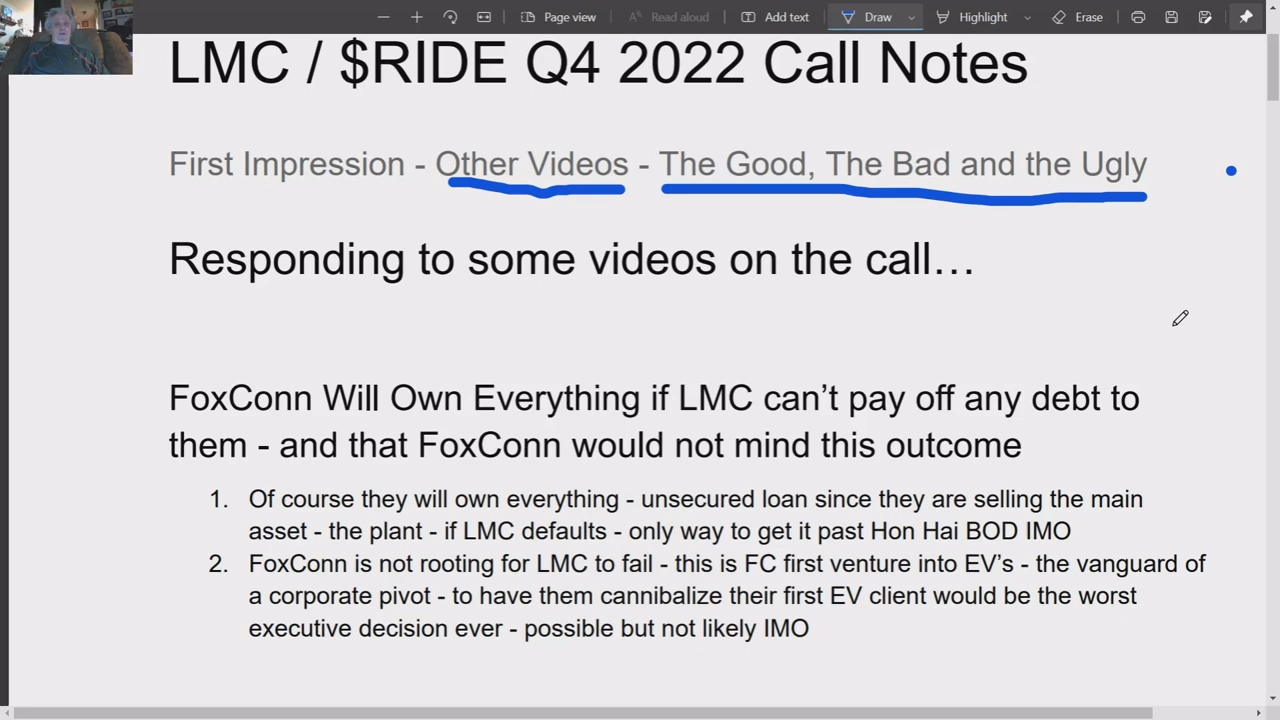 Page view
Read aloud
Add text
Draw
Highlight
Erase
LMC / $RIDE Q4 2022 Call Notes
First Impression - Other Videos - The Good, The Bad and the Ugly
Responding to some videos on the call…
FoxConn Will Own Everything if LMC can’t pay off any debt to
them - and that FoxConn would not mind this outcome
1. Of course they will own everything - unsecured loan since they are selling the main
asset - the plant - if LMC defaults - only way to get it past Hon Hai BOD IMO
2. FoxConn is not rooting for LMC to fail - this is FC first venture into EV’s - the vanguard of
a corporate pivot - to have them cannibalize their first EV client would be the worst
executive decision ever - possible but not likely IMO